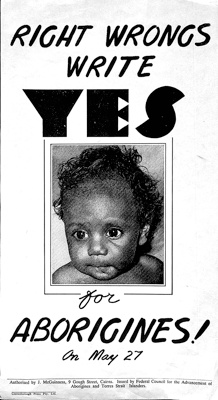 RIGHT WRONGS
WRITE
YES
for
ABORIGINES!
On May 27
Authorised by J. McGuinness, 9 Gough Street, Cairns. Issued by Federal Council for the Advancement of
Aborigines and Torres Strait Islanders.